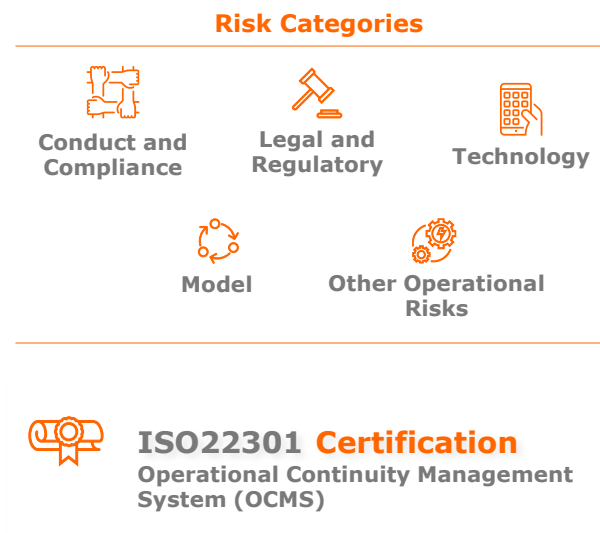 Risk Categories
Conduct and
Compliance
Legal and
Regulatory
Technology
Model
Other Operational
Risks
ISO22301 Certification
Operational Continuity Management
System (OCMS)